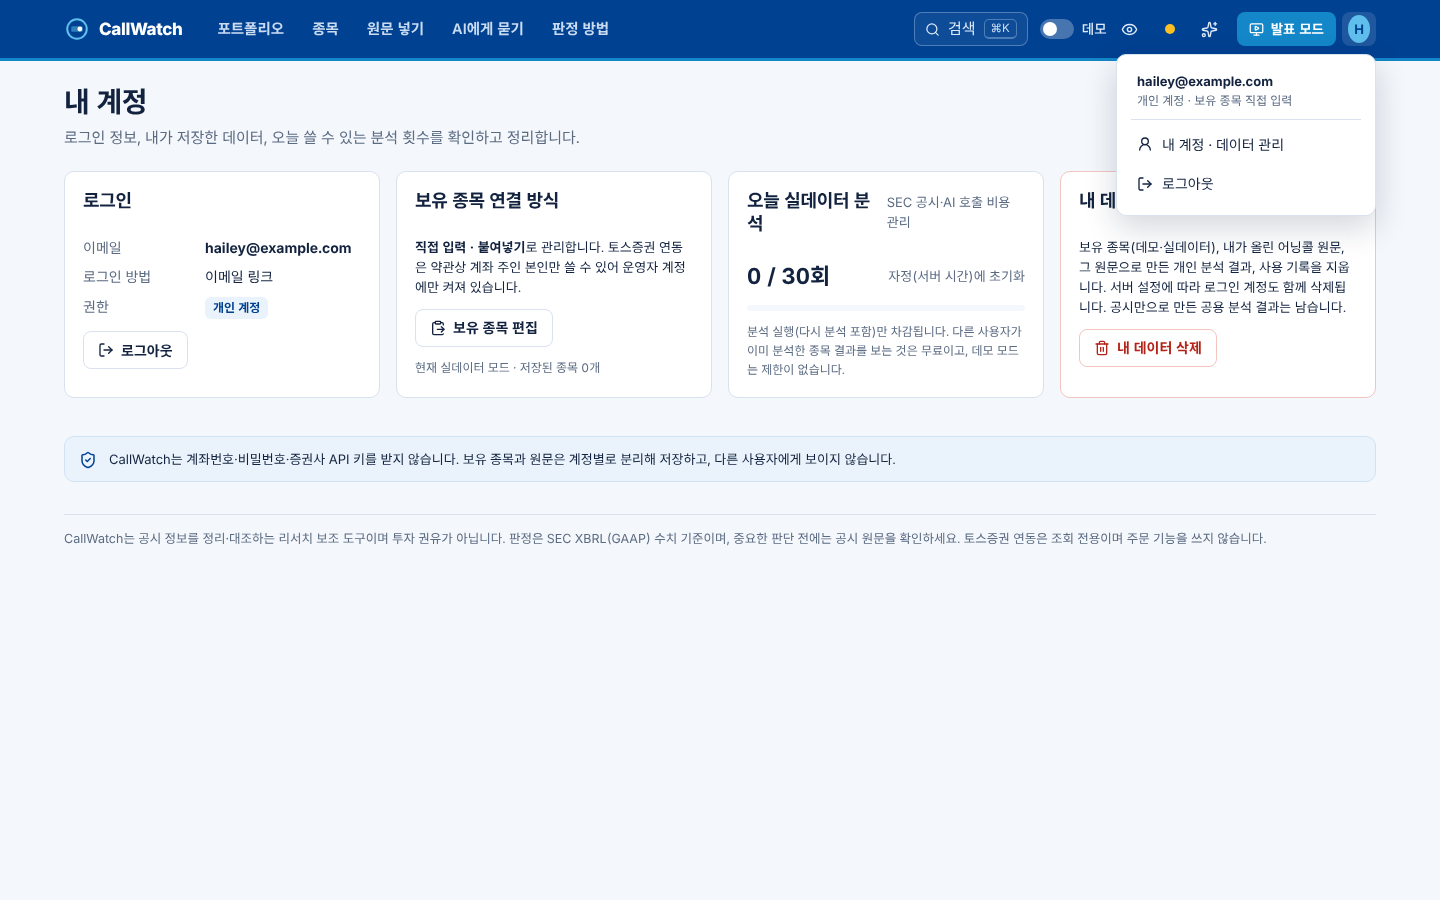 CallWatch
포트폴리오
종목
원문 넣기
AI에게 묻기
판정 방법
검색
⌘K
데모
발표 모드
H
hailey@example.com
개인 계정 · 보유 종목 직접 입력
내 계정 · 데이터 관리
로그아웃
내 계정
로그인 정보, 내가 저장한 데이터, 오늘 쓸 수 있는 분석 횟수를 확인하고 정리합니다.
로그인
이메일
hailey@example.com
로그인 방법
이메일 링크
권한
개인 계정
로그아웃
보유 종목 연결 방식
직접 입력 · 붙여넣기로 관리합니다. 토스증권 연동
은 약관상 계좌 주인 본인만 쓸 수 있어 운영자 계정
에만 켜져 있습니다.
보유 종목 편집
현재 실데이터 모드 · 저장된 종목 0개
오늘 실데이터 분
석
SEC 공시·AI 호출 비용
관리
0 / 30회
자정(서버 시간)에 초기화
분석 실행(다시 분석 포함)만 차감됩니다. 다른 사용자가
이미 분석한 종목 결과를 보는 것은 무료이고, 데모 모드
는 제한이 없습니다.
내 데
보유 종목(데모·실데이터), 내가 올린 어닝콜 원문,
그 원문으로 만든 개인 분석 결과, 사용 기록을 지웁
니다. 서버 설정에 따라 로그인 계정도 함께 삭제됩
니다. 공시만으로 만든 공용 분석 결과는 남습니다.
내 데이터 삭제
CallWatch는 계좌번호·비밀번호·증권사 API 키를 받지 않습니다. 보유 종목과 원문은 계정별로 분리해 저장하고, 다른 사용자에게 보이지 않습니다.
CallWatch는 공시 정보를 정리·대조하는 리서치 보조 도구이며 투자 권유가 아닙니다. 판정은 SEC XBRL(GAAP) 수치 기준이며, 중요한 판단 전에는 공시 원문을 확인하세요. 토스증권 연동은 조회 전용이며 주문 기능을 쓰지 않습니다.